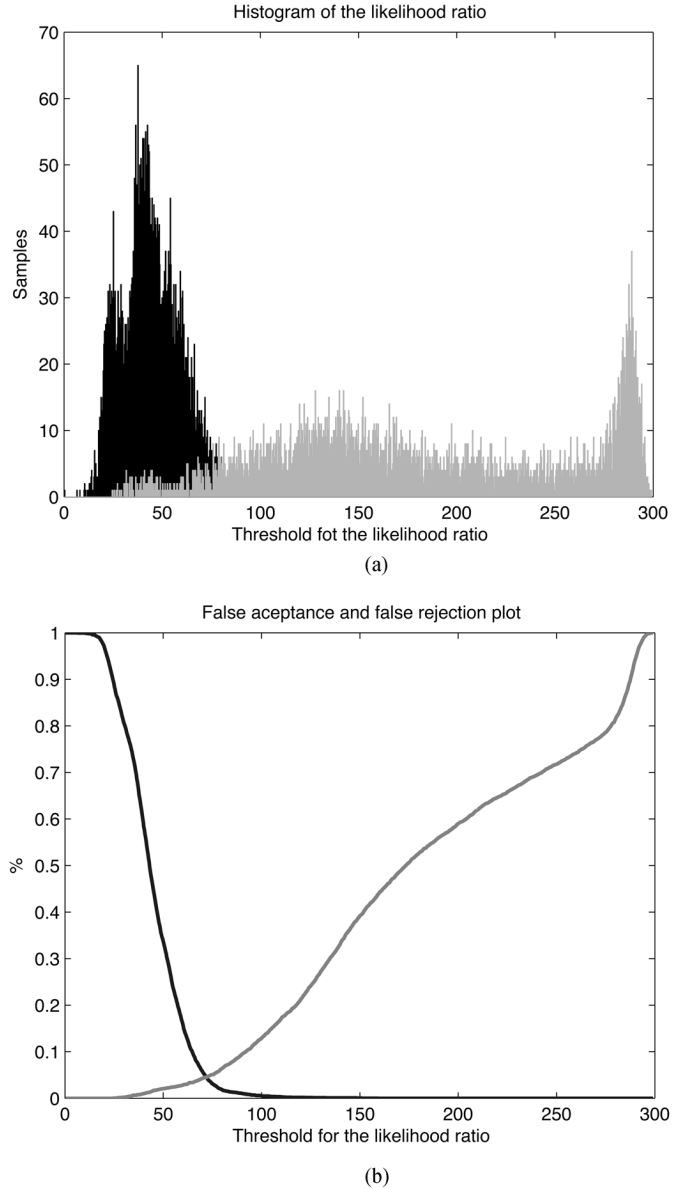 Histogram of the likelihood ratio
70
60
50
40
30
20
10
0
Samples
0 50 100 150 200 250 300
Threshold fot the likelihood ratio
(a)
False aceptance and false rejection plot
1
0.9
0.8
0.7
0.6
0.5
0.4
0.3
0.2
0.1
0
%
0 50 100 150 200 250 300
Threshold for the likelihood ratio
(b)